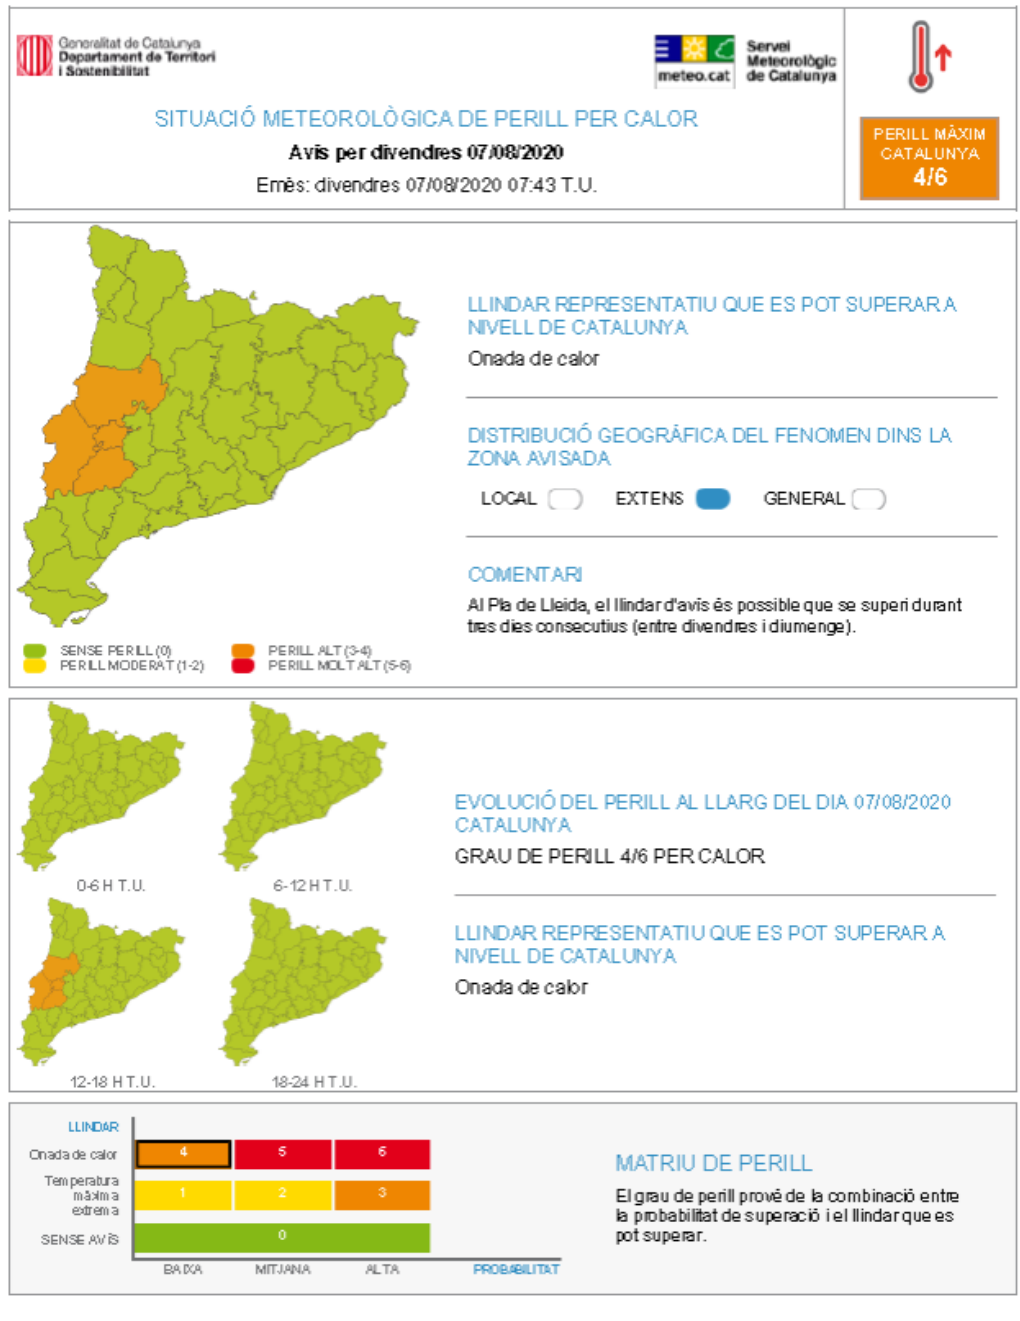 Generalitat de Catalunya
Departament de Territori
i Sostenibilitat
meteo.cat
Servei
Meteorològic
de Catalunya
SITUACIÓ METEOROLÒGICA DE PERILL PER CALOR
Avís per divendres 07/08/2020
Emès: divendres 07/08/2020 07:43 T.U.
PERILL MÀXIM
CATALUNYA
4/6
LLINDAR REPRESENTATIU QUE ES POT SUPERAR A
NIVELL DE CATALUNYA
Onada de calor
DISTRIBUCIÓ GEOGRÀFICA DEL FENOMEN DINS LA
ZONA AVISADA
LOCAL EXTENS GENERAL
COMENTARI
Al Pla de Lleida, el llindar d'avís és possible que se superi durant
tres dies consecutius (entre divendres i diumenge).
SENSE PERILL (0) PERILL ALT (3-4)
PERILL MODERAT (1-2) PERILL MOLT ALT (5-6)
0-6 H T.U. 6-12 H T.U.
12-18 H T.U. 18-24 H T.U.
EVOLUCIÓ DEL PERILL AL LLARG DEL DIA 07/08/2020
CATALUNYA
GRAU DE PERILL 4/6 PER CALOR
LLINDAR REPRESENTATIU QUE ES POT SUPERAR A
NIVELL DE CATALUNYA
Onada de calor
LLINDAR
Onada de calor 4 5 6
Temperatura
màxima
extrema
1 2 3
SENSE AVÍS 0
BAIXA MITJANA ALTA PROBABILITAT
MATRIU DE PERILL
El grau de perill prové de la combinació entre
la probabilitat de superació i el llindar que es
pot superar.